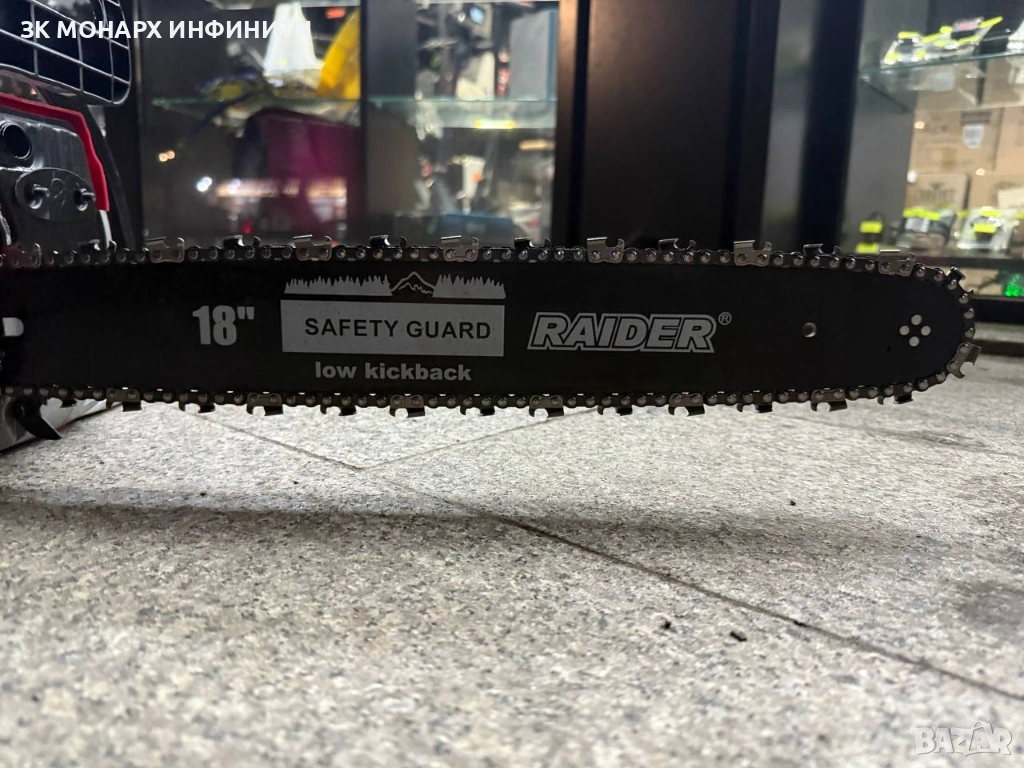 ЗК МОНАРХ ИНФИНИ
18"
SAFETY GUARD
low kickback
RAIDER®
BAZAR